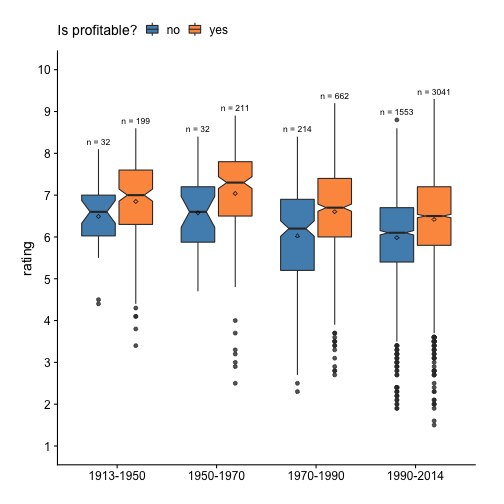 Is profitable? no yes
10
9
8
7
6
5
4
3
2
1
rating
n = 32
n = 199
n = 32
n = 211
n = 214
n = 662
n = 1553
n = 3041
1913-1950 1950-1970 1970-1990 1990-2014